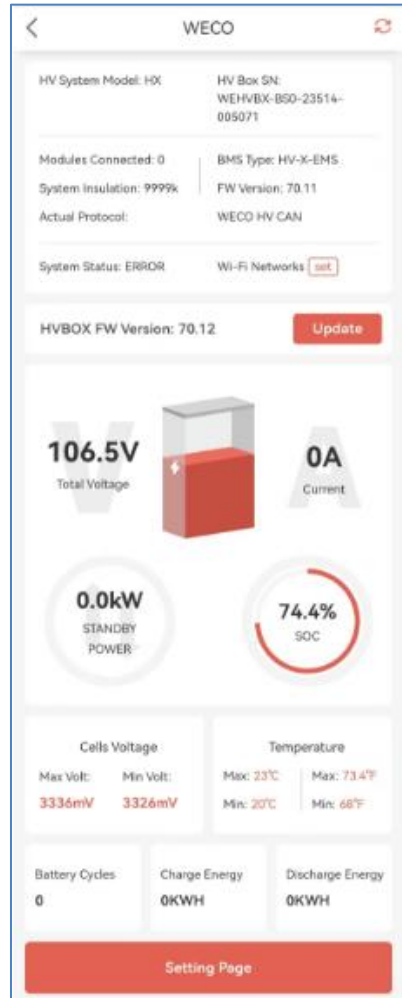 WECO
HV System Model: HX
HV Box SN:
WEHVBX-BS0-23514-
005071
Modules Connected: 0
BMS Type: HV-X-EMS
System Insulation: 9999k
FW Version: 70.11
Actual Protocol:
WECO HV CAN
System Status: ERROR
Wi-Fi Networks set
HVBOX FW Version: 70.12
Update
106.5V
Total Voltage
0A
Current
0.0kW
STANDBY
POWER
74.4%
SOC
Cells Voltage
Max Volt: Min Volt:
3336mV 3326mV
Temperature
Max: 23℃ Max: 73.4℉
Min: 20℃ Min: 68℉
Battery Cycles
0
Charge Energy
0KWH
Discharge Energy
0KWH
Setting Page